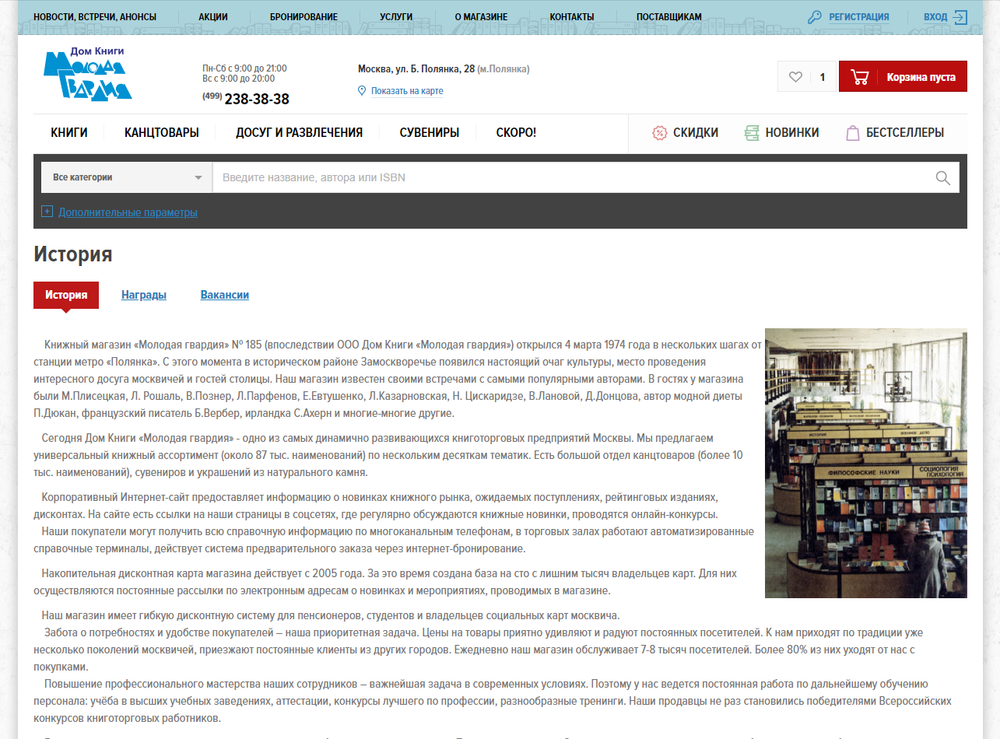 НОВОСТИ, ВСТРЕЧИ, АНОНСЫ АКЦИИ БРОНИРОВАНИЕ УСЛУГИ О МАГАЗИНЕ КОНТАКТЫ ПОСТАВЩИКАМ РЕГИСТРАЦИЯ ВХОД
Дом Книги
Молодая
Гвардия
Пн-Сб с 9:00 до 21:00
Вс с 9:00 до 20:00
(499) 238-38-38
Москва, ул. Б. Полянка, 28 (м.Полянка)
Показать на карте
1
Корзина пуста
КНИГИ КАНЦТОВАРЫ ДОСУГ И РАЗВЛЕЧЕНИЯ СУВЕНИРЫ СКОРО! СКИДКИ НОВИНКИ БЕСТСЕЛЛЕРЫ
Все категории Введите название, автора или ISBN
Дополнительные параметры
История
История Награды Вакансии
Книжный магазин «Молодая гвардия» № 185 (впоследствии ООО Дом Книги «Молодая гвардия») открылся 4 марта 1974 года в нескольких шагах от
станции метро «Полянка». С этого момента в историческом районе Замоскворечье появился настоящий очаг культуры, место проведения
интересного досуга москвичей и гостей столицы. Наш магазин известен своими встречами с самыми популярными авторами. В гостях у магазина
были М.Плисецкая, Л. Рошаль, В.Познер, Л.Парфенов, Е.Евтушенко, Л.Казарновская, Н. Цискаридзе, В.Лановой, Д.Донцова, автор модной диеты
П.Дюкан, французский писатель Б.Вербер, ирландка С.Ахерн и многие-многие другие.
Сегодня Дом Книги «Молодая гвардия» - одно из самых динамично развивающихся книготорговых предприятий Москвы. Мы предлагаем
универсальный книжный ассортимент (около 87 тыс. наименований) по нескольким десяткам тематик. Есть большой отдел канцтоваров (более 10
тыс. наименований), сувениров и украшений из натурального камня.
Корпоративный Интернет-сайт предоставляет информацию о новинках книжного рынка, ожидаемых поступлениях, рейтинговых изданиях,
дисконтах. На сайте есть ссылки на наши страницы в соцсетях, где регулярно обсуждаются книжные новинки, проводятся онлайн-конкурсы.
Наши покупатели могут получить всю справочную информацию по многоканальным телефонам, в торговых залах работают автоматизированные
справочные терминалы, действует система предварительного заказа через интернет-бронирование.
Накопительная дисконтная карта магазина действует с 2005 года. За это время создана база на сто с лишним тысяч владельцев карт. Для них
осуществляются постоянные рассылки по электронным адресам о новинках и мероприятиях, проводимых в магазине.
Наш магазин имеет гибкую дисконтную систему для пенсионеров, студентов и владельцев социальных карт москвича.
Забота о потребностях и удобстве покупателей – наша приоритетная задача. Цены на товары приятно удивляют и радуют постоянных посетителей. К нам приходят по традиции уже
несколько поколений москвичей, приезжают постоянные клиенты из других городов. Ежедневно наш магазин обслуживает 7-8 тысяч посетителей. Более 80% из них уходят от нас с
покупками.
Повышение профессионального мастерства наших сотрудников – важнейшая задача в современных условиях. Поэтому у нас ведется постоянная работа по дальнейшему обучению
персонала: учёба в высших учебных заведениях, аттестации, конкурсы лучшего по профессии, разнообразные тренинги. Наши продавцы не раз становились победителями Всероссийских
конкурсов книготорговых работников.
ИСТОРИЯ
ВОЕННОЕ ДЕЛО
ФИЛОСОФСКИЕ НАУКИ
СОЦИОЛОГИЯ
ПСИХОЛОГИЯ